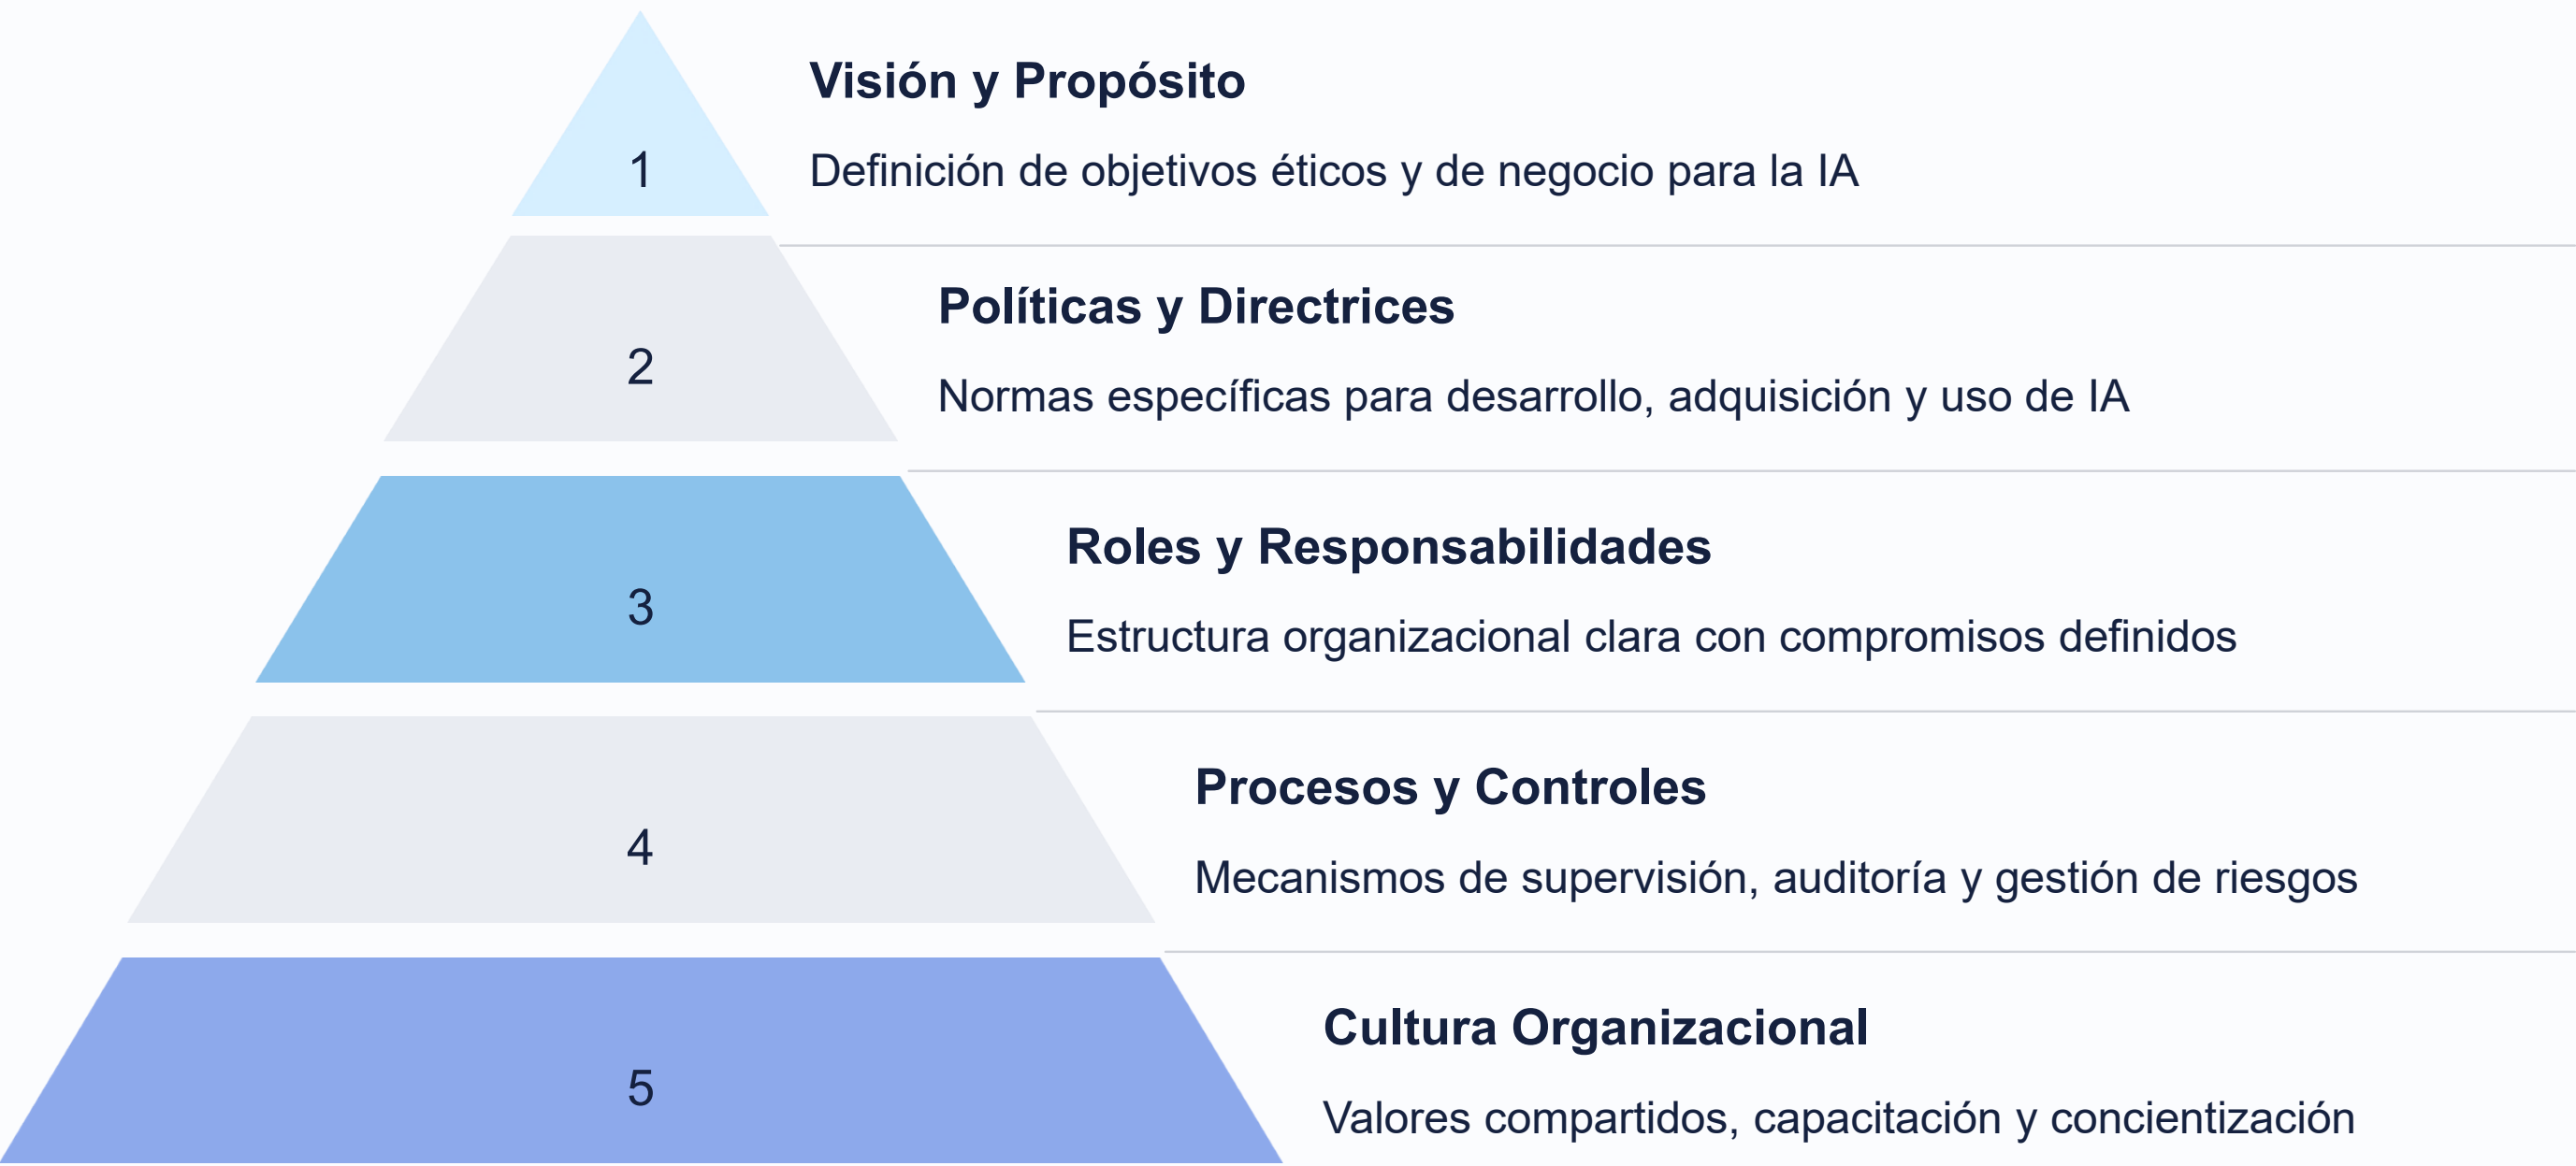 Visión y Propósito
1
Definición de objetivos éticos y de negocio para la IA
Políticas y Directrices
2
Normas específicas para desarrollo, adquisición y uso de IA
Roles y Responsabilidades
3
Estructura organizacional clara con compromisos definidos
Procesos y Controles
4
Mecanismos de supervisión, auditoría y gestión de riesgos
Cultura Organizacional
5
Valores compartidos, capacitación y concientización